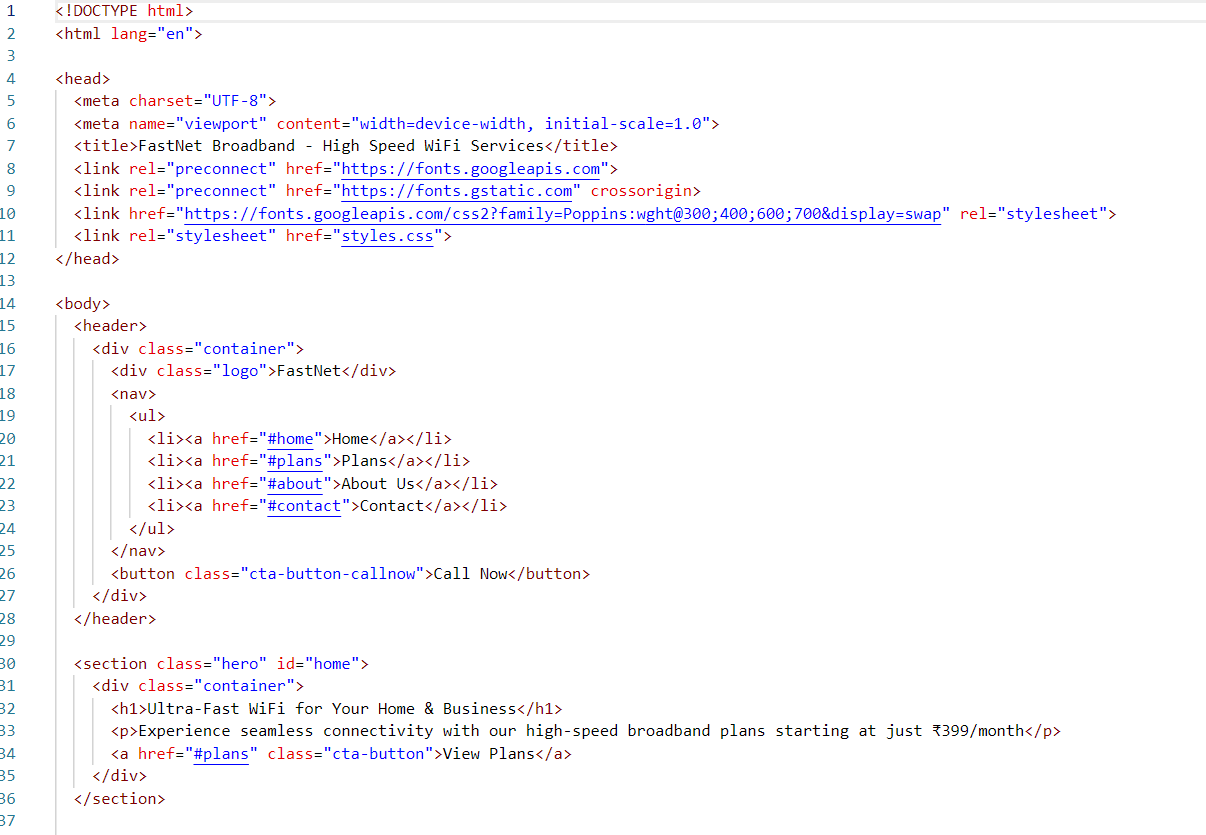 1 <!DOCTYPE html>
2 <html lang="en">
3
4 <head>
5 <meta charset="UTF-8">
6 <meta name="viewport" content="width=device-width, initial-scale=1.0">
7 <title>FastNet Broadband - High Speed WiFi Services</title>
8 <link rel="preconnect" href="https://fonts.googleapis.com">
9 <link rel="preconnect" href="https://fonts.gstatic.com" crossorigin>
10 <link href="https://fonts.googleapis.com/css2?family=Poppins:wght@300;400;600;700&display=swap" rel="stylesheet">
11 <link rel="stylesheet" href="styles.css">
12 </head>
13
14 <body>
15 <header>
16 <div class="container">
17 <div class="logo">FastNet</div>
18 <nav>
19 <ul>
20 <li><a href="#home">Home</a></li>
21 <li><a href="#plans">Plans</a></li>
22 <li><a href="#about">About Us</a></li>
23 <li><a href="#contact">Contact</a></li>
24 </ul>
25 </nav>
26 <button class="cta-button-callnow">Call Now</button>
27 </div>
28 </header>
29
30 <section class="hero" id="home">
31 <div class="container">
32 <h1>Ultra-Fast WiFi for Your Home & Business</h1>
33 <p>Experience seamless connectivity with our high-speed broadband plans starting at just ₹399/month</p>
34 <a href="#plans" class="cta-button">View Plans</a>
35 </div>
36 </section>
37